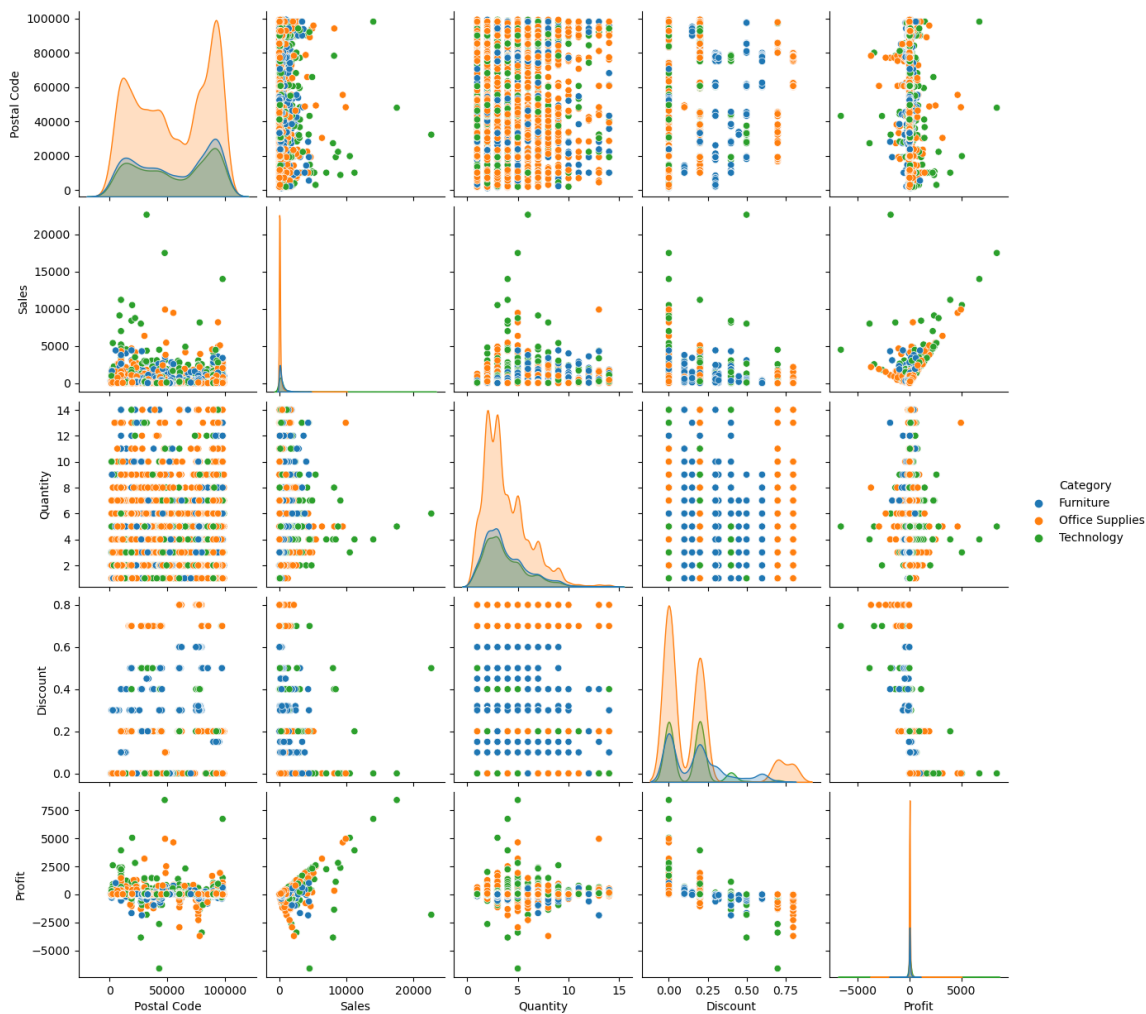 100000
80000
60000
40000
20000
0
Postal Code
20000
15000
10000
5000
0
Sales
14
12
10
8
6
4
2
Quantity
Category
Furniture
Office Supplies
Technology
0.8
0.6
0.4
0.2
0.0
Discount
7500
5000
2500
0
−2500
−5000
Profit
0 50000 100000
Postal Code
0 10000 20000
Sales
0 5 10 15
Quantity
0.00 0.25 0.50 0.75
Discount
−5000 0 5000
Profit